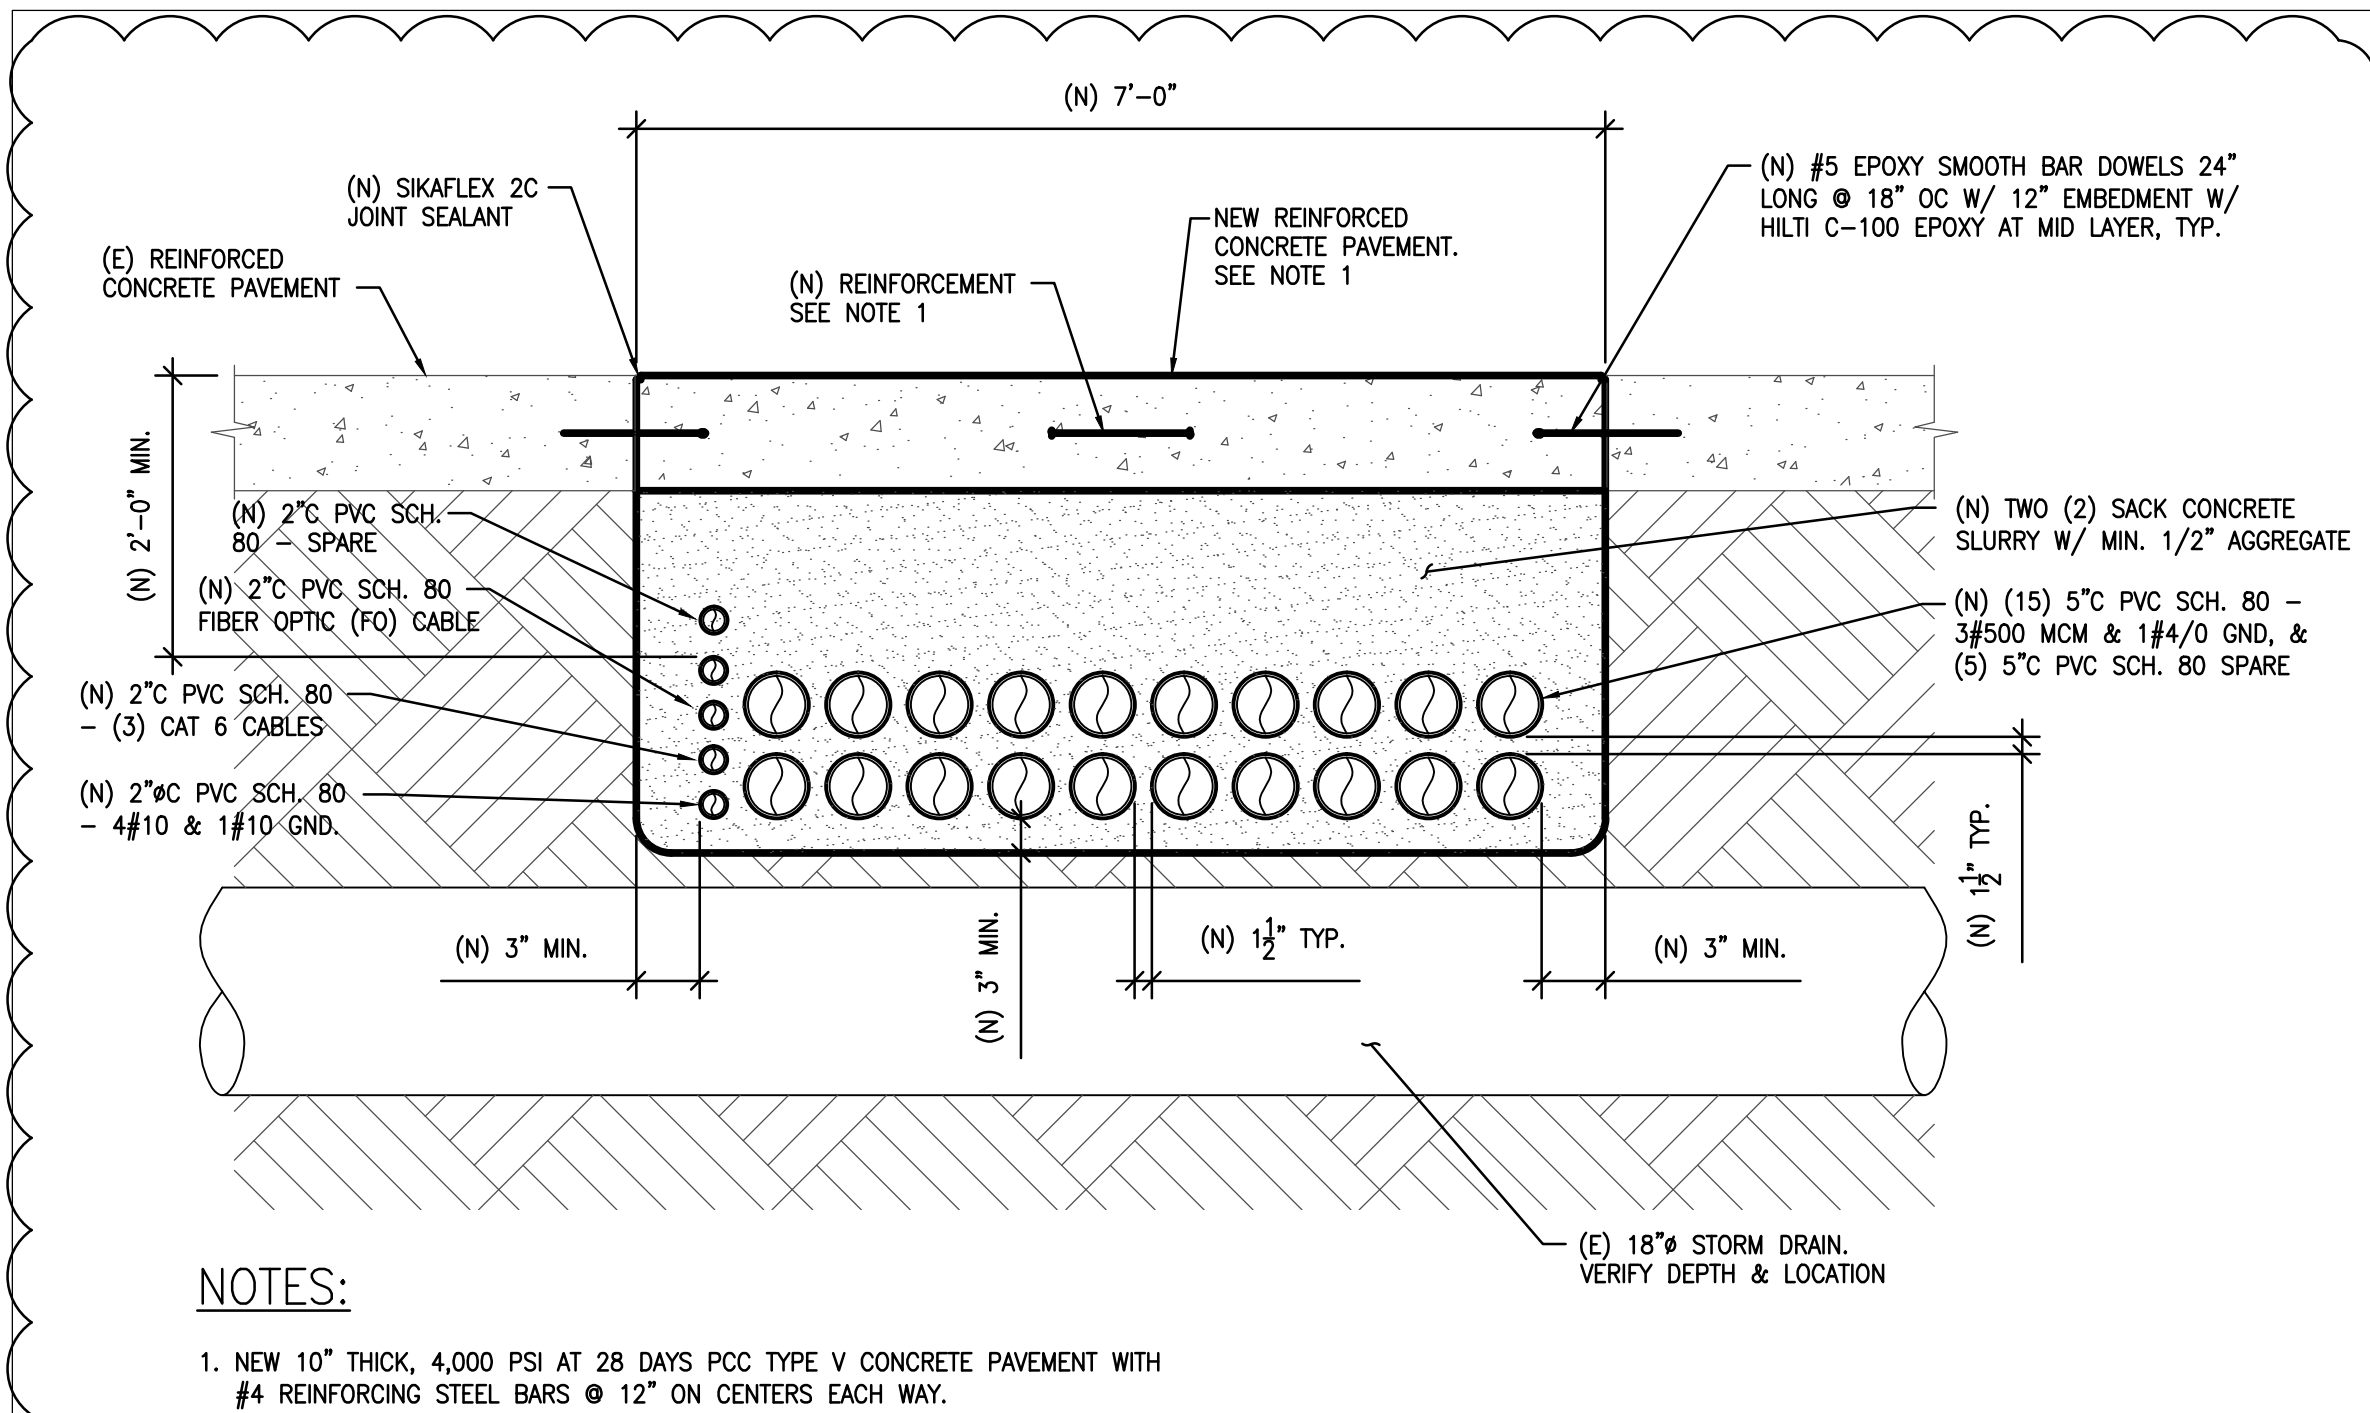 (N) 7'-0"
(N) SIKAFLEX 2C
JOINT SEALANT
(E) REINFORCED
CONCRETE PAVEMENT
(N) REINFORCEMENT
SEE NOTE 1
NEW REINFORCED
CONCRETE PAVEMENT.
SEE NOTE 1
(N) #5 EPOXY SMOOTH BAR DOWELS 24"
LONG @ 18" OC W/ 12" EMBEDMENT W/
HILTI C-100 EPOXY AT MID LAYER, TYP.
(N) 2'-0" MIN.
(N) 2"C PVC SCH.
80 - SPARE
(N) 2"C PVC SCH. 80
FIBER OPTIC (FO) CABLE
(N) 2"C PVC SCH. 80
- (3) CAT 6 CABLES
(N) 2"øC PVC SCH. 80
- 4#10 & 1#10 GND.
(N) TWO (2) SACK CONCRETE
SLURRY W/ MIN. 1/2" AGGREGATE
(N) (15) 5"C PVC SCH. 80 -
3#500 MCM & 1#4/0 GND, &
(5) 5"C PVC SCH. 80 SPARE
(N) 1 1/2" TYP.
(N) 3" MIN.
(N) 3" MIN.
(N) 1 1/2" TYP.
(N) 3" MIN.
(E) 18"ø STORM DRAIN.
VERIFY DEPTH & LOCATION
NOTES:
1. NEW 10" THICK, 4,000 PSI AT 28 DAYS PCC TYPE V CONCRETE PAVEMENT WITH
#4 REINFORCING STEEL BARS @ 12" ON CENTERS EACH WAY.